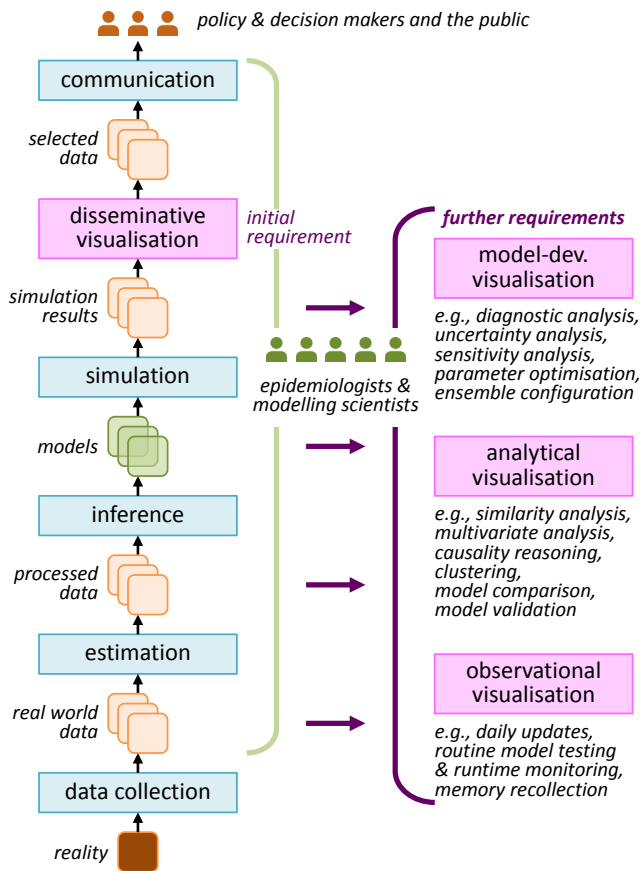 policy & decision makers and the public
communication
selected
data
disseminative
visualisation
initial
requirement
simulation
results
simulation
models
inference
processed
data
estimation
real world
data
data collection
reality
epidemiologists &
modelling scientists
further requirements
model-dev.
visualisation
e.g., diagnostic analysis,
uncertainty analysis,
sensitivity analysis,
parameter optimisation,
ensemble configuration
analytical
visualisation
e.g., similarity analysis,
multivariate analysis,
causality reasoning,
clustering,
model comparison,
model validation
observational
visualisation
e.g., daily updates,
routine model testing
& runtime monitoring,
memory recollection